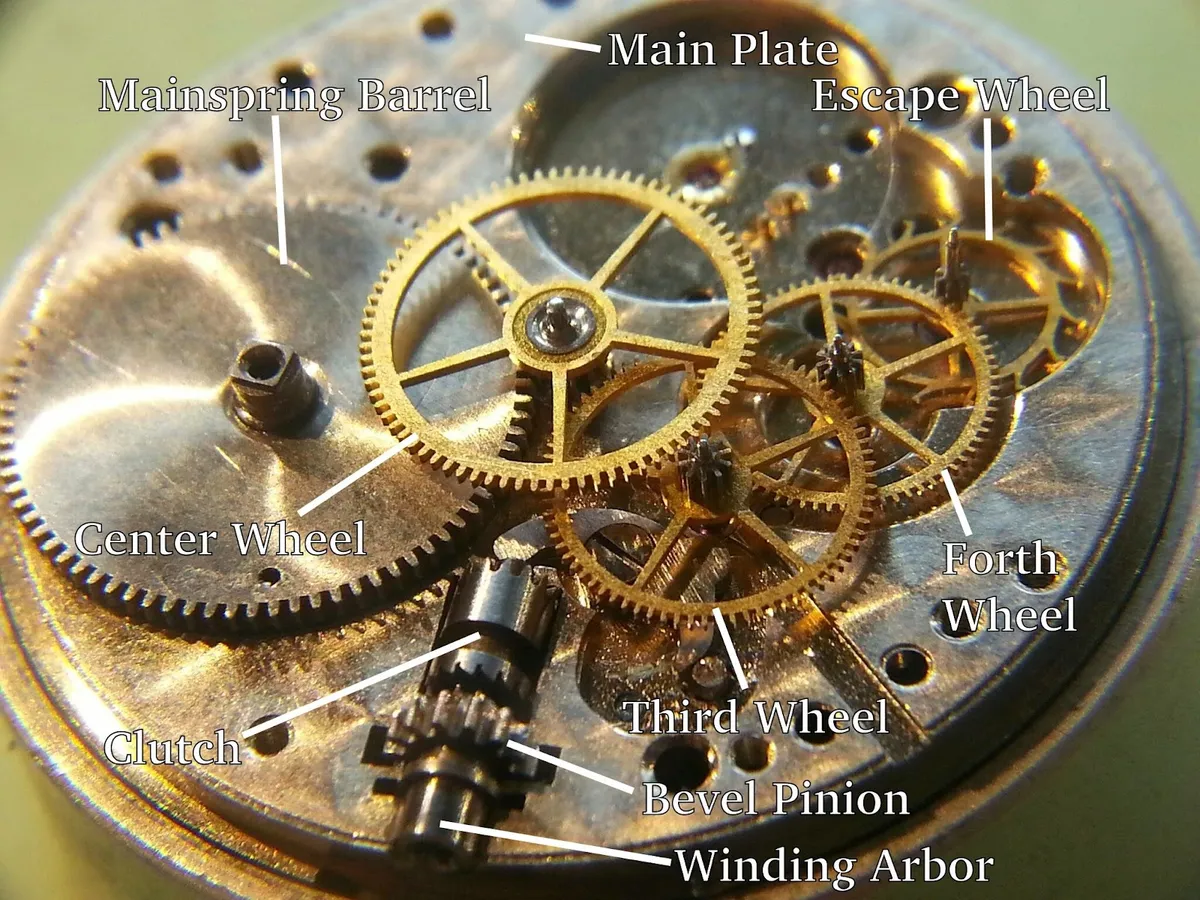 Main Plate
Mainspring Barrel
Escape Wheel
Center Wheel
Forth
Wheel
Third Wheel
Clutch
Bevel Pinion
Winding Arbor